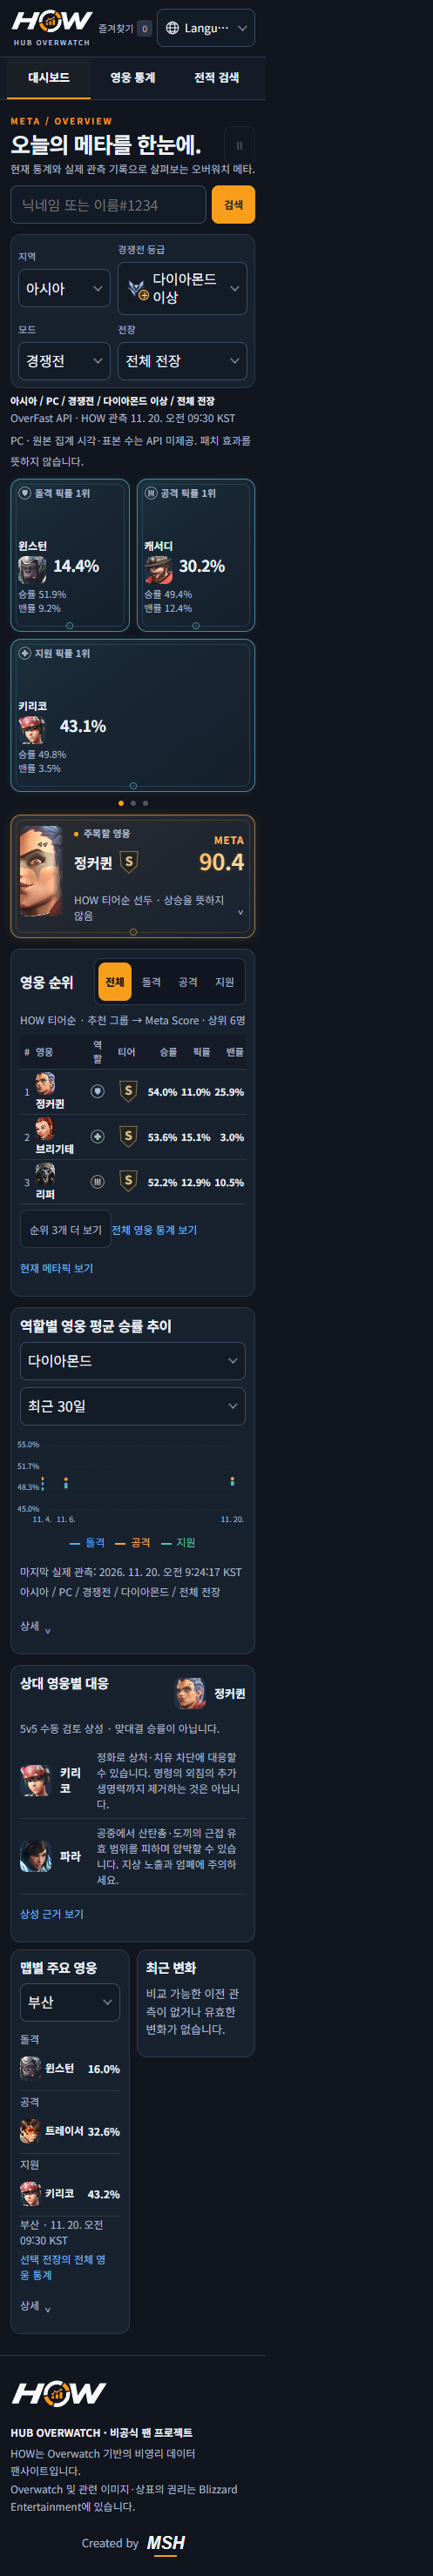 HOW
HUB OVERWATCH
즐겨찾기 0
Langu…
대시보드 영웅 통계 전적 검색
META / OVERVIEW
오늘의 메타를 한눈에.
현재 통계와 실제 관측 기록으로 살펴보는 오버워치 메타.
닉네임 또는 이름#1234 검색
지역 경쟁전 등급
아시아 다이아몬드 이상
모드 전장
경쟁전 전체 전장
아시아 / PC / 경쟁전 / 다이아몬드 이상 / 전체 전장
OverFast API · HOW 관측 11. 20. 오전 09:30 KST
PC · 원본 집계 시각·표본 수는 API 미제공. 패치 효과를
뜻하지 않습니다.
돌격 픽률 1위
윈스턴
14.4%
승률 51.9%
밴률 9.2%
공격 픽률 1위
캐서디
30.2%
승률 49.4%
밴률 12.4%
지원 픽률 1위
키리코
43.1%
승률 49.8%
밴률 3.5%
주목할 영웅
정커퀸 S
META
90.4
HOW 티어순 선두 · 상승을 뜻하지
않음
영웅 순위
전체 돌격 공격 지원
HOW 티어순 · 추천 그룹 → Meta Score · 상위 6명
# 영웅 역할 티어 승률 픽률 밴률
1 정커퀸 S 54.0% 11.0% 25.9%
2 브리기테 S 53.6% 15.1% 3.0%
3 리퍼 S 52.2% 12.9% 10.5%
순위 3개 더 보기 전체 영웅 통계 보기
현재 메타픽 보기
역할별 영웅 평균 승률 추이
다이아몬드
최근 30일
55.0%
51.7%
48.3%
45.0%
11. 4. 11. 6. 11. 20.
돌격 공격 지원
마지막 실제 관측: 2026. 11. 20. 오전 9:24:17 KST
아시아 / PC / 경쟁전 / 다이아몬드 / 전체 전장
상세
상대 영웅별 대응
정커퀸
5v5 수동 검토 상성 · 맞대결 승률이 아닙니다.
키리코
정화로 상처·치유 차단에 대응할
수 있습니다. 명령의 외침의 추가
생명력까지 제거하는 것은 아닙니
다.
파라
공중에서 산탄총·도끼의 근접 유
효 범위를 피하며 압박할 수 있습
니다. 지상 노출과 엄폐에 주의하
세요.
상성 근거 보기
맵별 주요 영웅
부산
돌격
윈스턴 16.0%
공격
트레이서 32.6%
지원
키리코 43.2%
부산 · 11. 20. 오전
09:30 KST
선택 전장의 전체 영
웅 통계
상세
최근 변화
비교 가능한 이전 관
측이 없거나 유효한
변화가 없습니다.
HOW
HUB OVERWATCH · 비공식 팬 프로젝트
HOW는 Overwatch 기반의 비영리 데이터
팬사이트입니다.
Overwatch 및 관련 이미지·상표의 권리는 Blizzard
Entertainment에 있습니다.
Created by MSH